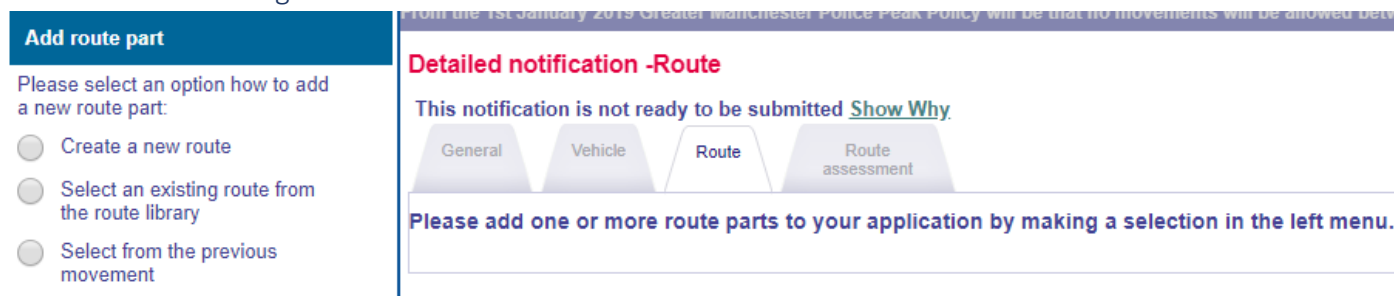 Add route part
Please select an option how to add
a new route part:
Create a new route
Select an existing route from
the route library
Select from the previous
movement
From the 1st January 2019 Greater Manchester Police Peak Policy will be that no movements will be allowed
Detailed notification -Route
This notification is not ready to be submitted Show Why
General
Vehicle
Route
Route
assessment
Please add one or more route parts to your application by making a selection in the left menu.